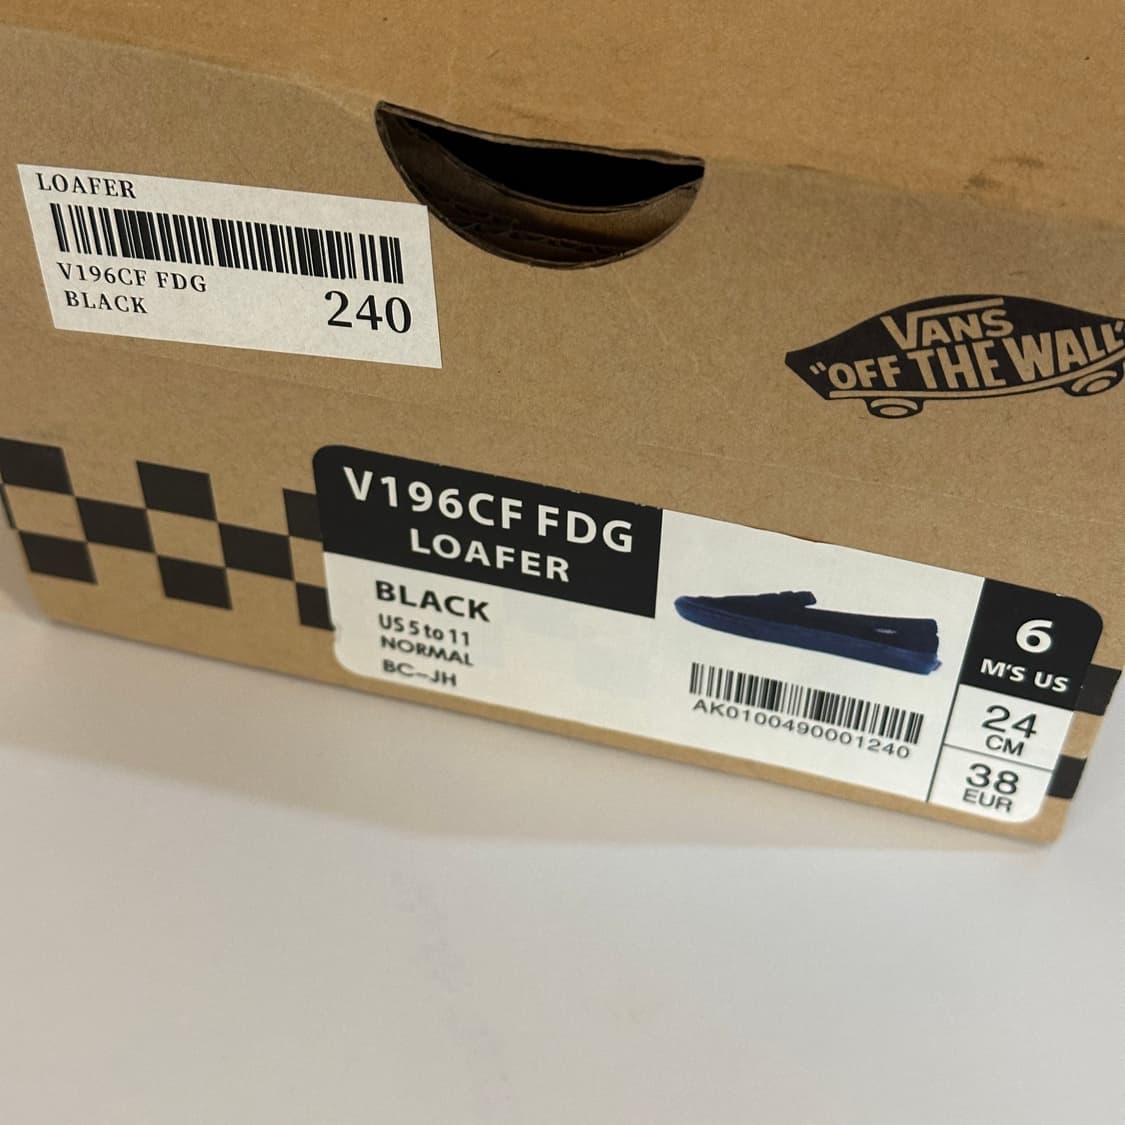 LOAFER
V196CF FDG
BLACK
240
VANS
"OFF THE WALL"
V196CF FDG
LOAFER
BLACK
US 5 to 11
NORMAL
BC-JH
AK0100490001240
6
M'S US
24
CM
38
EUR